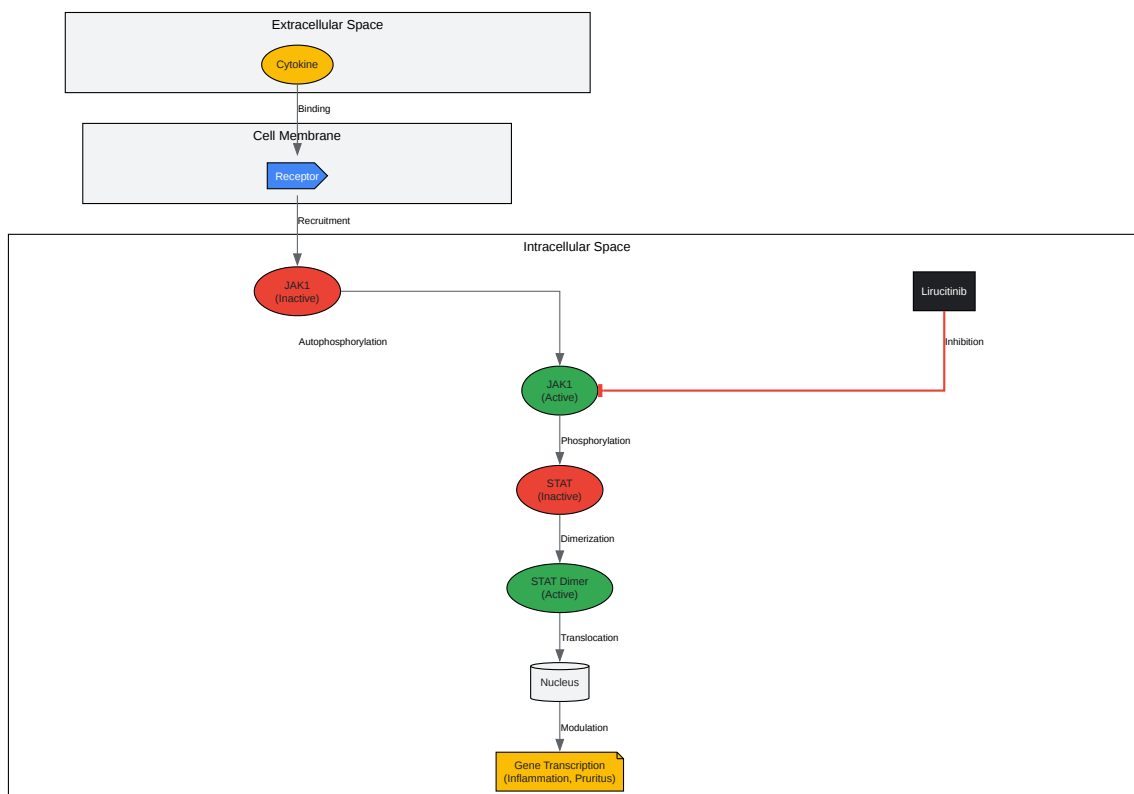 Extracellular Space
Cytokine
Binding
Cell Membrane
Receptor
Recruitment
Intracellular Space
JAK1
(Inactive)
Lirucitinib
Autophosphorylation
Inhibition
JAK1
(Active)
Phosphorylation
STAT
(Inactive)
Dimerization
STAT Dimer
(Active)
Translocation
Nucleus
Modulation
Gene Transcription
(Inflammation, Pruritus)